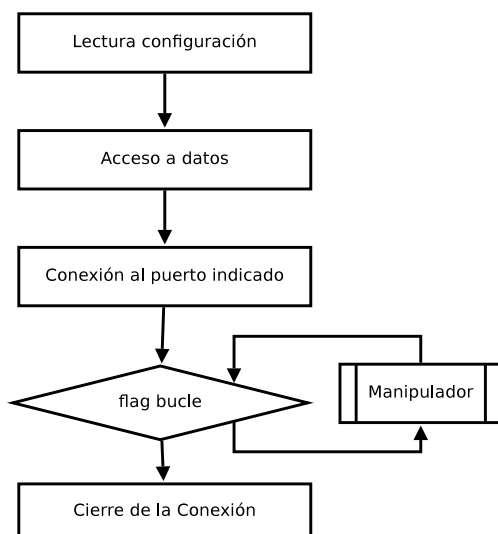 Lectura configuración
Acceso a datos
Conexión al puerto indicado
flag bucle
Manipulador
Cierre de la Conexión